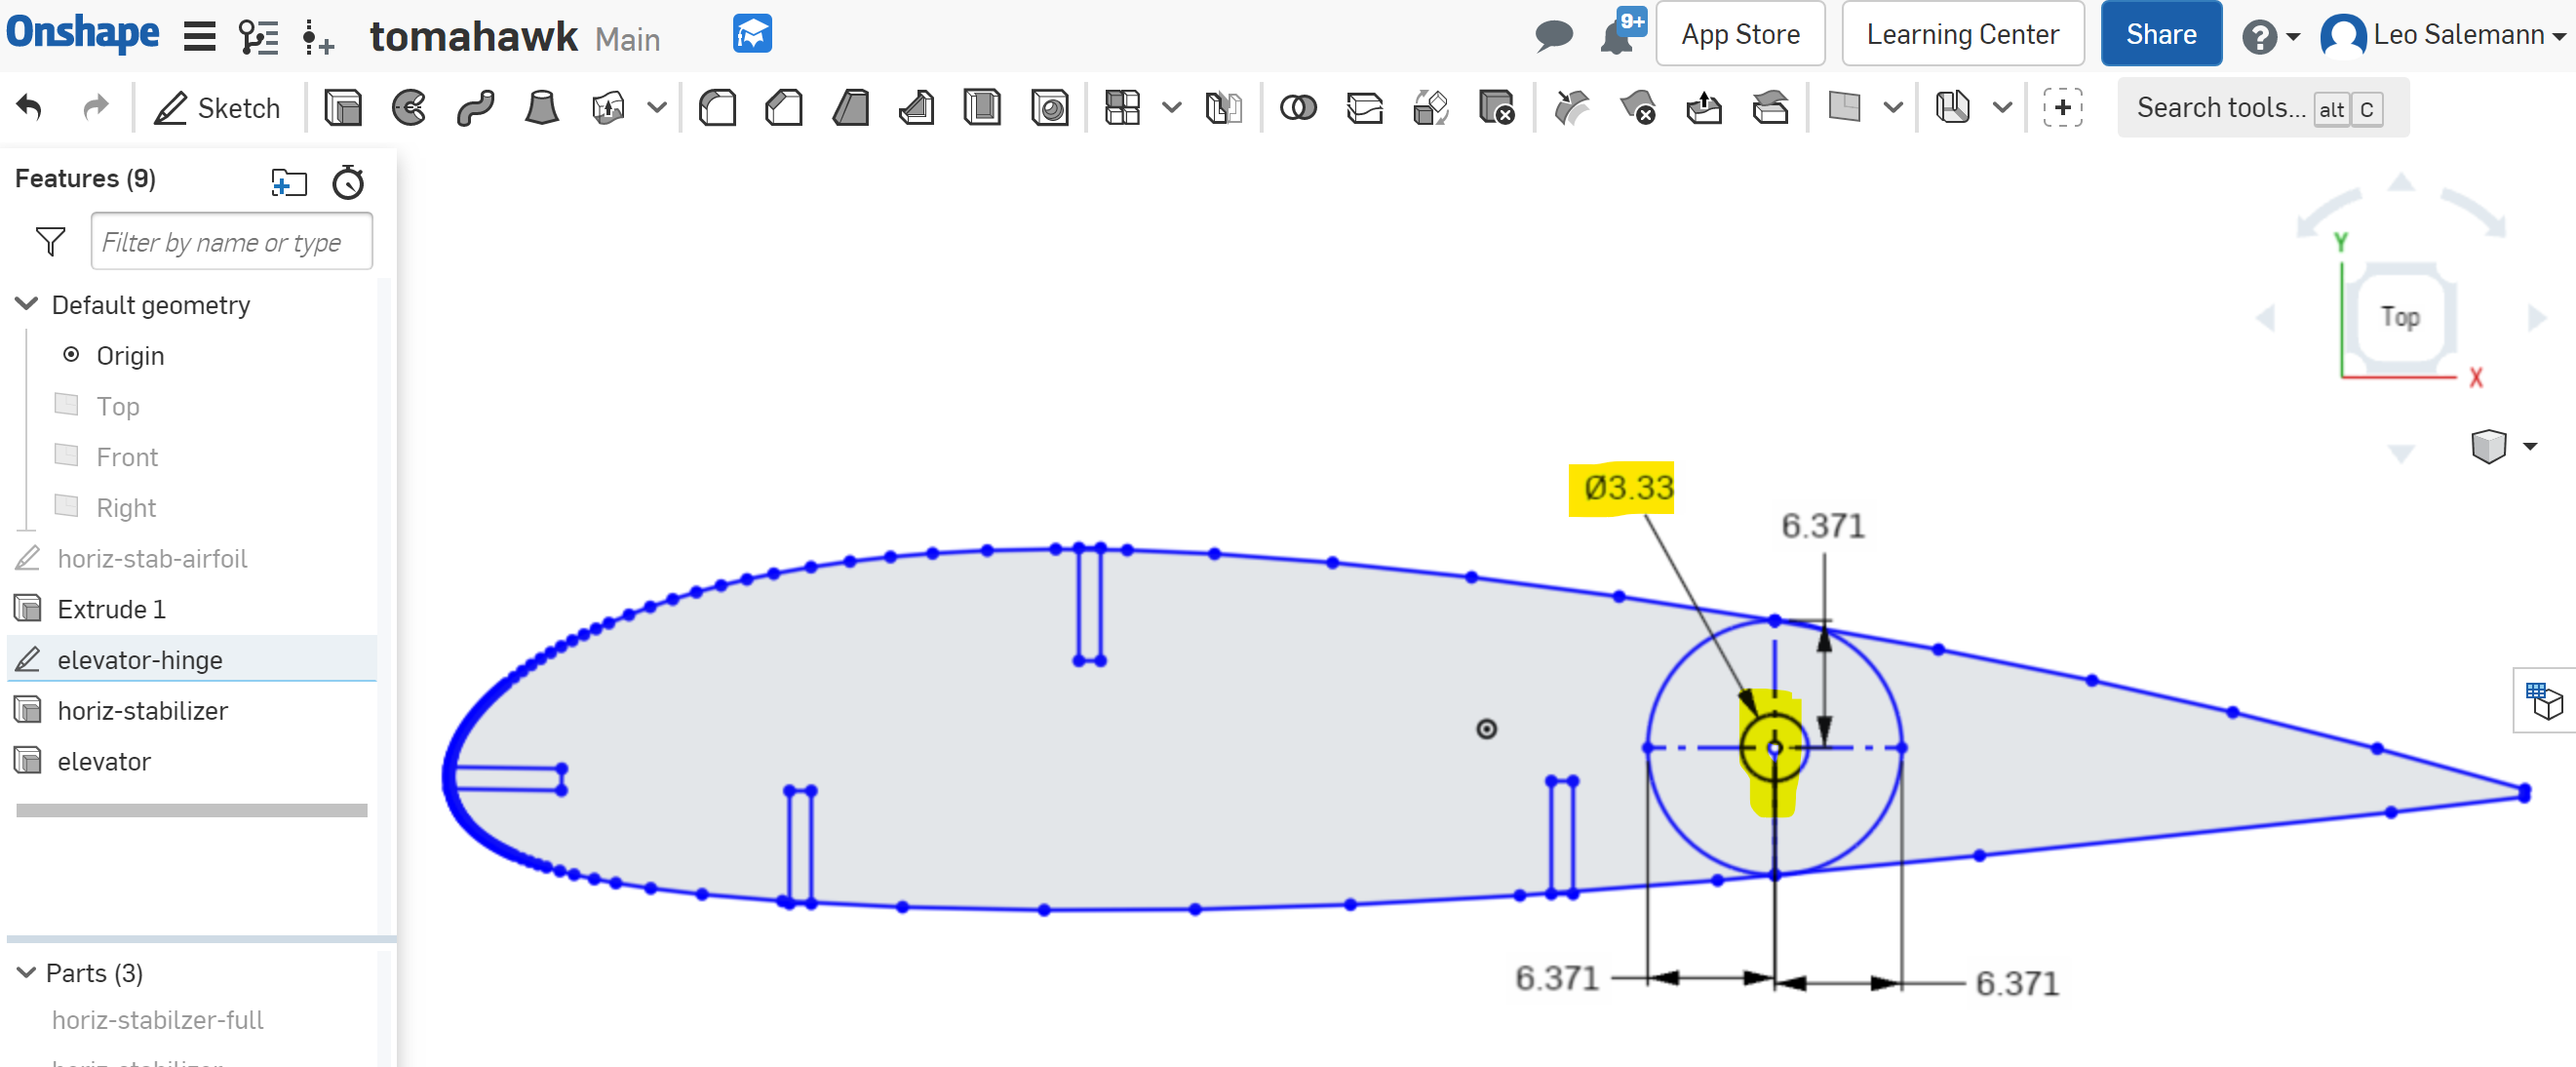 Onshape tomahawk Main 9+ App Store Learning Center Share ? Leo Salemann
Sketch Search tools... alt C
Features (9)
Filter by name or type
Default geometry
Origin
Top
Front
Right
horiz-stab-airfoil
Extrude 1
elevator-hinge
horiz-stabilizer
elevator
Parts (3)
horiz-stabilzer-full
horiz-stabilizer
Ø3.33
6.371
6.371
6.371
Y
Top
X